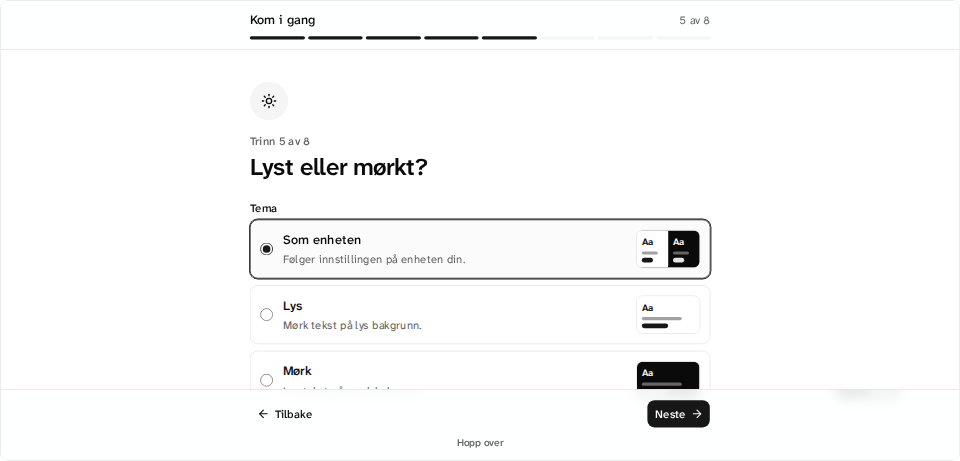 Kom i gang
5 av 8
Trinn 5 av 8
Lyst eller mørkt?
Tema
Som enheten
Følger innstillingen på enheten din.
Aa
Aa
Lys
Mørk tekst på lys bakgrunn.
Aa
Mørk
Aa
Tilbake
Neste
Hopp over